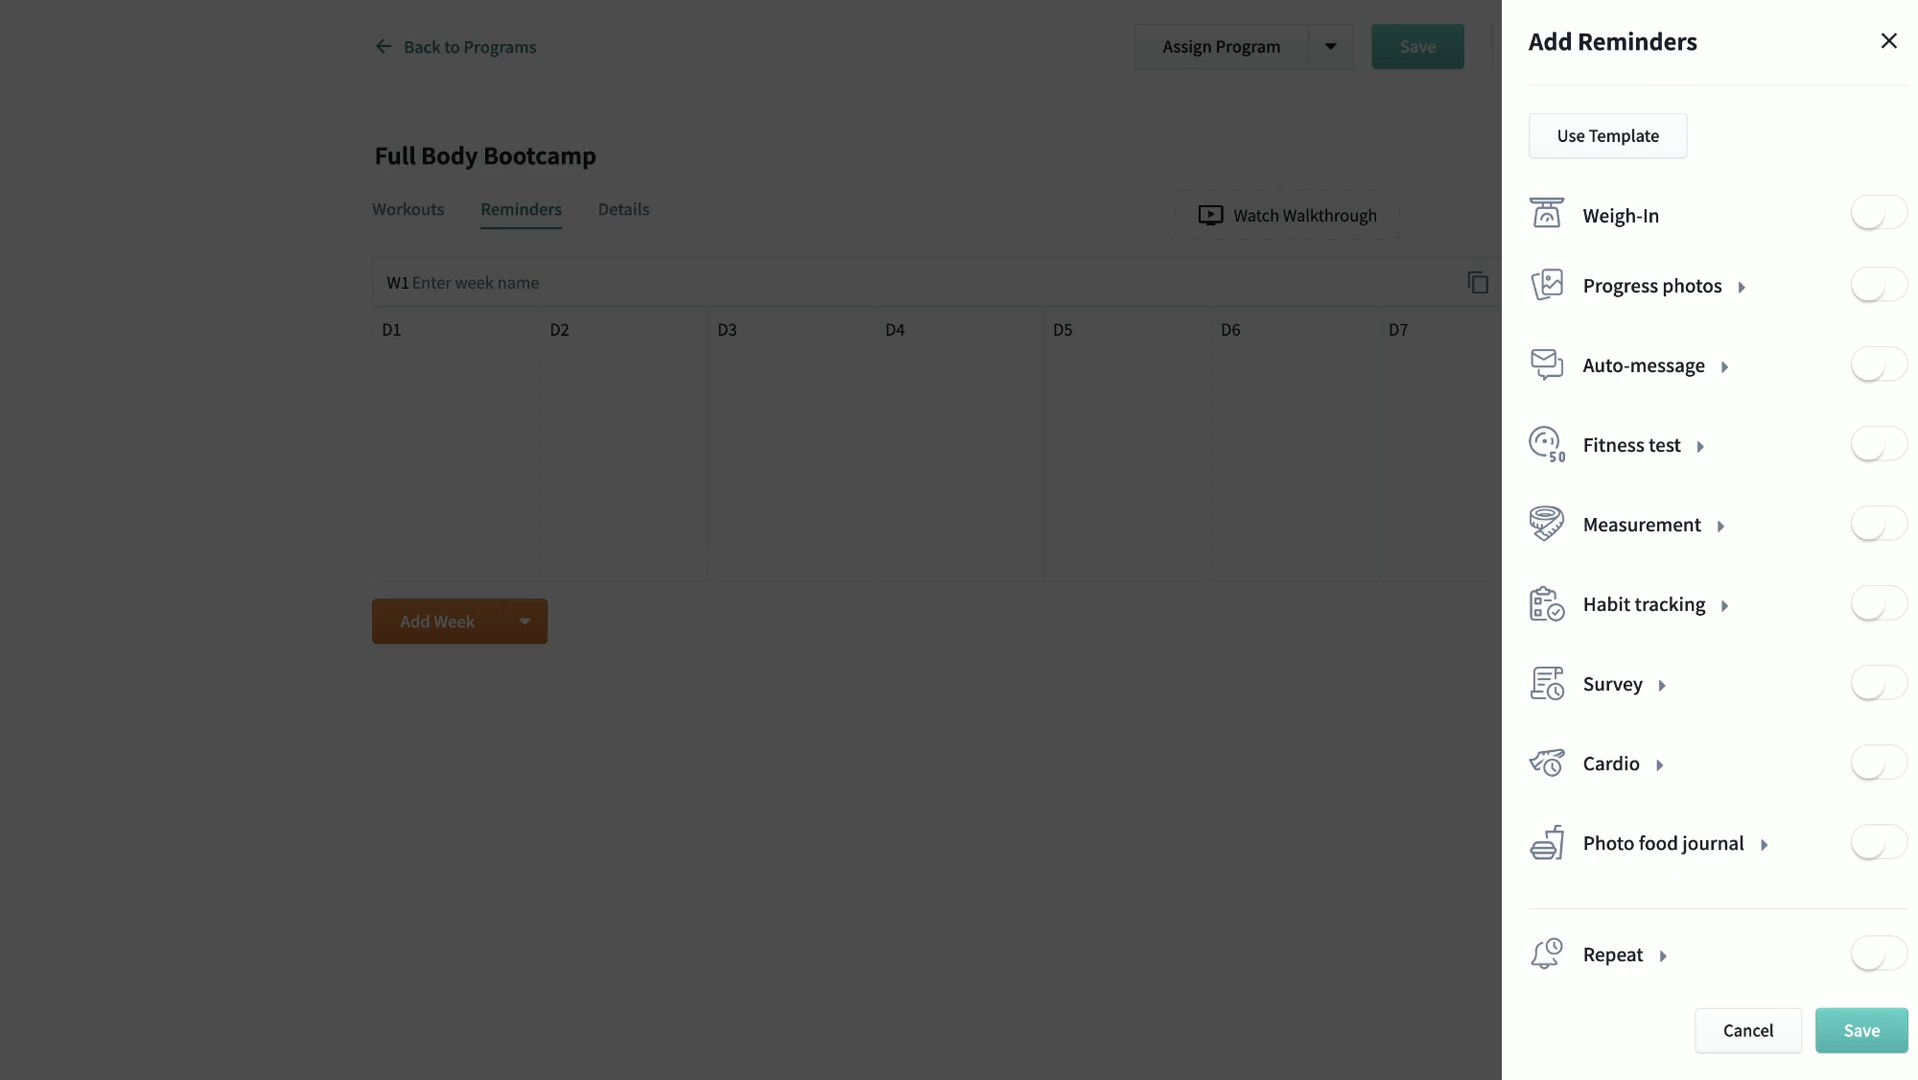 Back to Programs
Assign Program
Save
Full Body Bootcamp
Workouts
Reminders
Details
Watch Walkthrough
W1 Enter week name
D1
D2
D3
D4
D5
D6
D7
Add Week
Add Reminders
Use Template
Weigh-In
Progress photos
Auto-message
50
Fitness test
Measurement
Habit tracking
Survey
Cardio
Photo food journal
Repeat
Cancel
Save